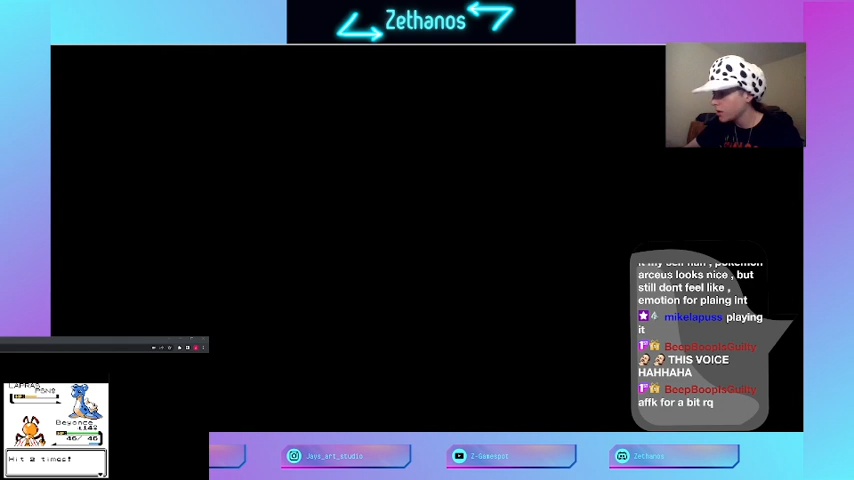 Zethanos
arceus looks nice , but
still dont feel like ,
emotion for plaing int
mikelapuss playing
it
BeepBoopIsGuilty
THIS VOICE
HAHHAHA
BeepBoopIsGuilty
affk for a bit rq
LAPRAS
PSN
Beyonce
46/ 46
Hit 2 times!
Jays_art_studio
Z-Gamespot
Zethanos